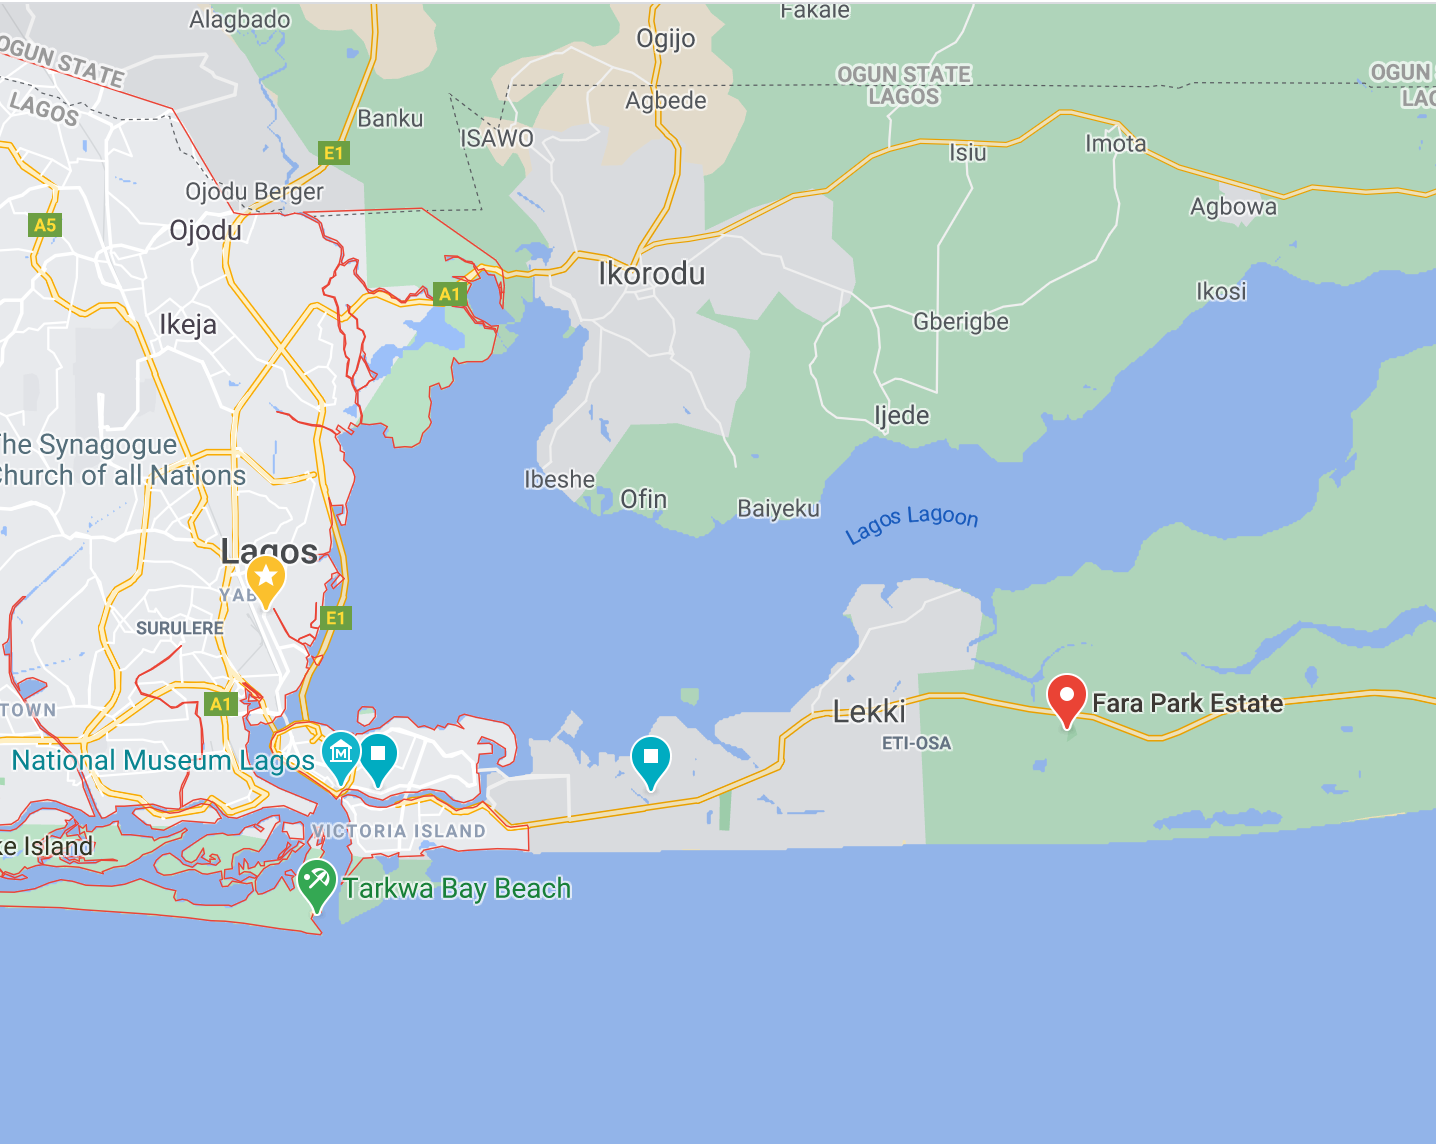 Fakale
Alagbado
Ogijo
OGUN STATE
LAGOS
OGUN STATE
LAGOS
OGUN
Agbede
Banku
ISAWO
E1
Isiu
Imota
Ojodu Berger
Agbowa
A5
Ojodu
Ikorodu
A1
Ikosi
Ikeja
Gberigbe
Ijede
The Synagogue
Church of all Nations
Ibeshe
Ofin
Baiyeku
Lagos Lagoon
Lagos
YAB
E1
SURULERE
A1
TOWN
Lekki
Fara Park Estate
ETI-OSA
National Museum Lagos
M
VICTORIA ISLAND
ke Island
Tarkwa Bay Beach